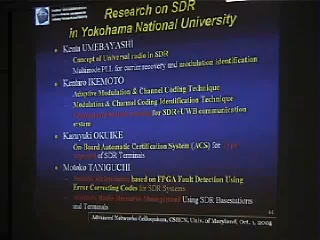 Research on SDR
in Yokohama National University
Kenta UMEBAYASHI
Concept of Universal radio in SDR
Multimode PLL for carrier recovery and modulation identification
Kentaro IKEMOTO
Adaptive Modulation & Channel Coding Technique
Modulation & Channel Coding Identification Technique
for SDR+UWB communication
system
Kazuyuki OKUIKE
On-Board Automatic Certification System (ACS) for
of SDR Terminals
Motoko TANIGUCHI
based on FPGA Fault Detection Using
Error Correcting Codes for SDR Systems
Using SDR Basestations
and Terminals
Advanced Networks Colloquium, CSHCN, Univ. of Maryland, Oct. 1, 2004